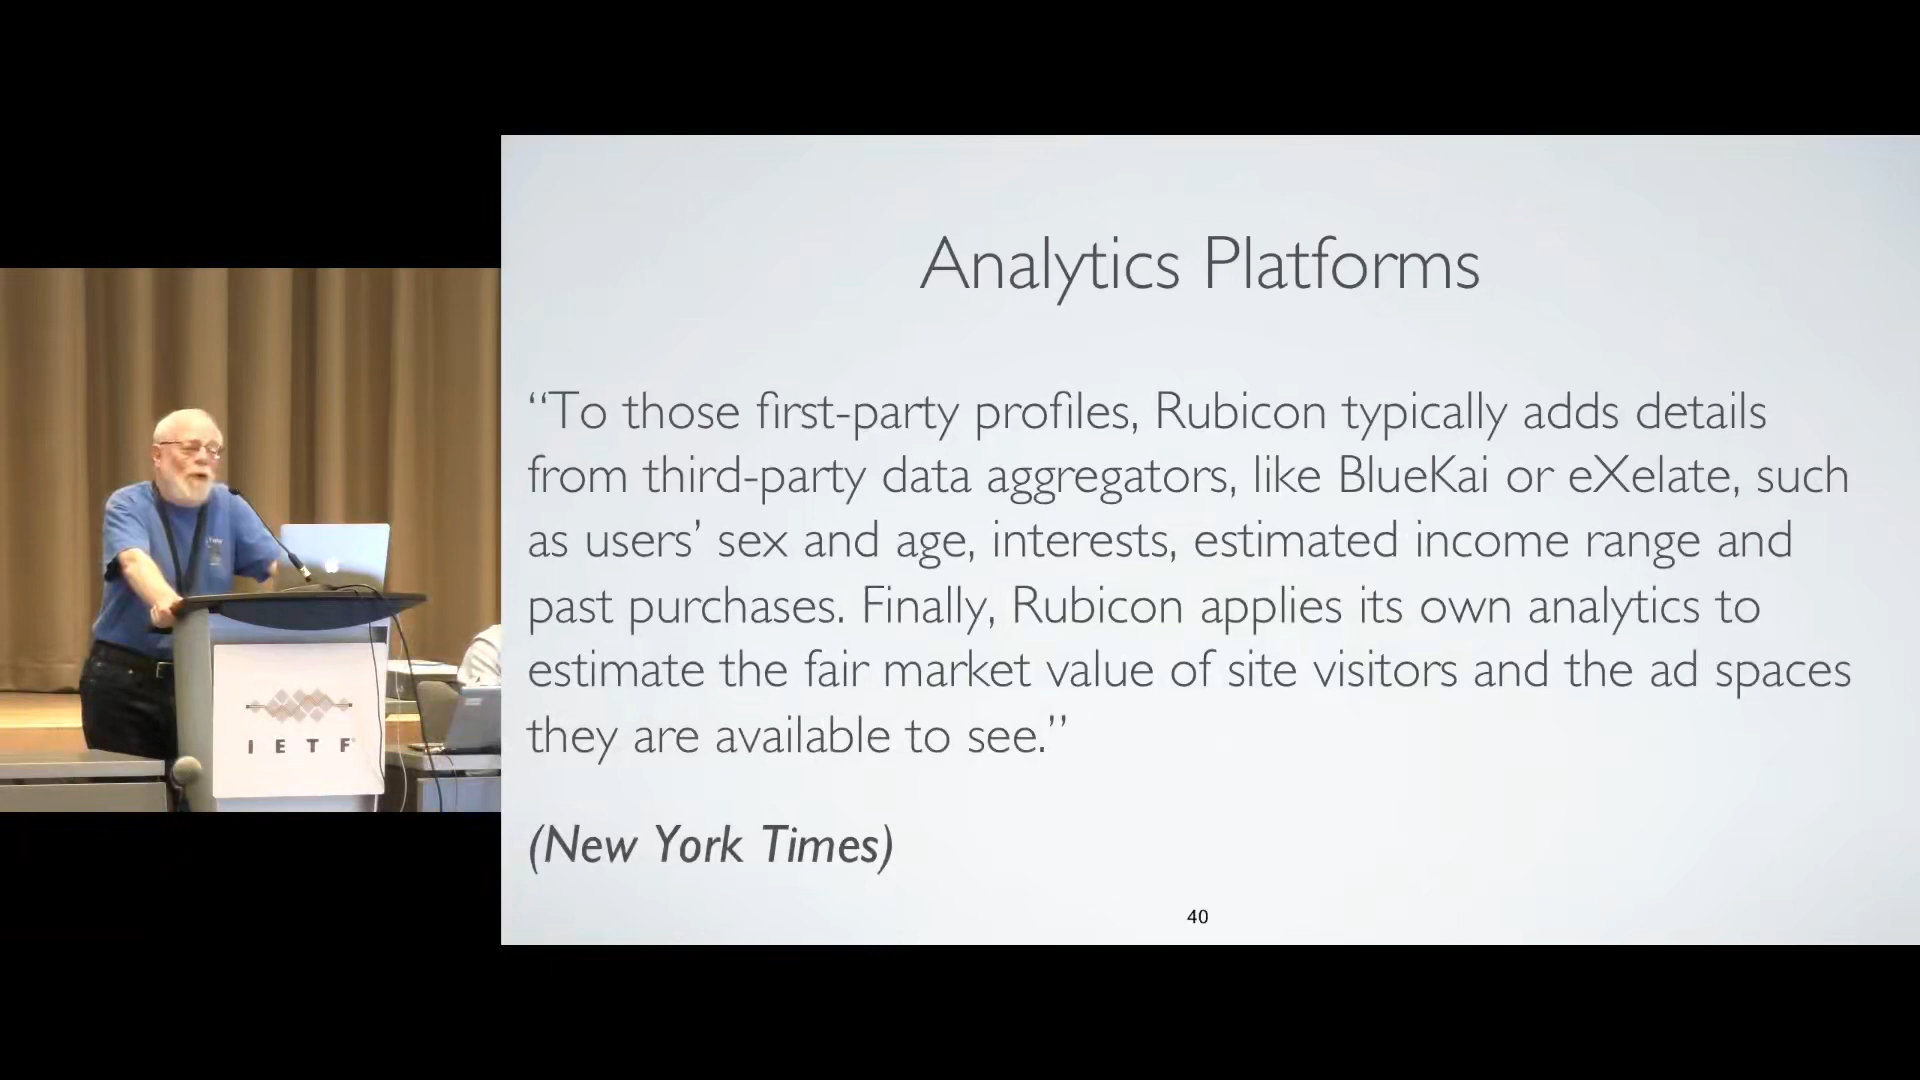 Analytics Platforms
“To those first-party profiles, Rubicon typically adds details
from third-party data aggregators, like BlueKai or eXelate, such
as users’ sex and age, interests, estimated income range and
past purchases. Finally, Rubicon applies its own analytics to
estimate the fair market value of site visitors and the ad spaces
they are available to see.”
(New York Times)
40
I E T F